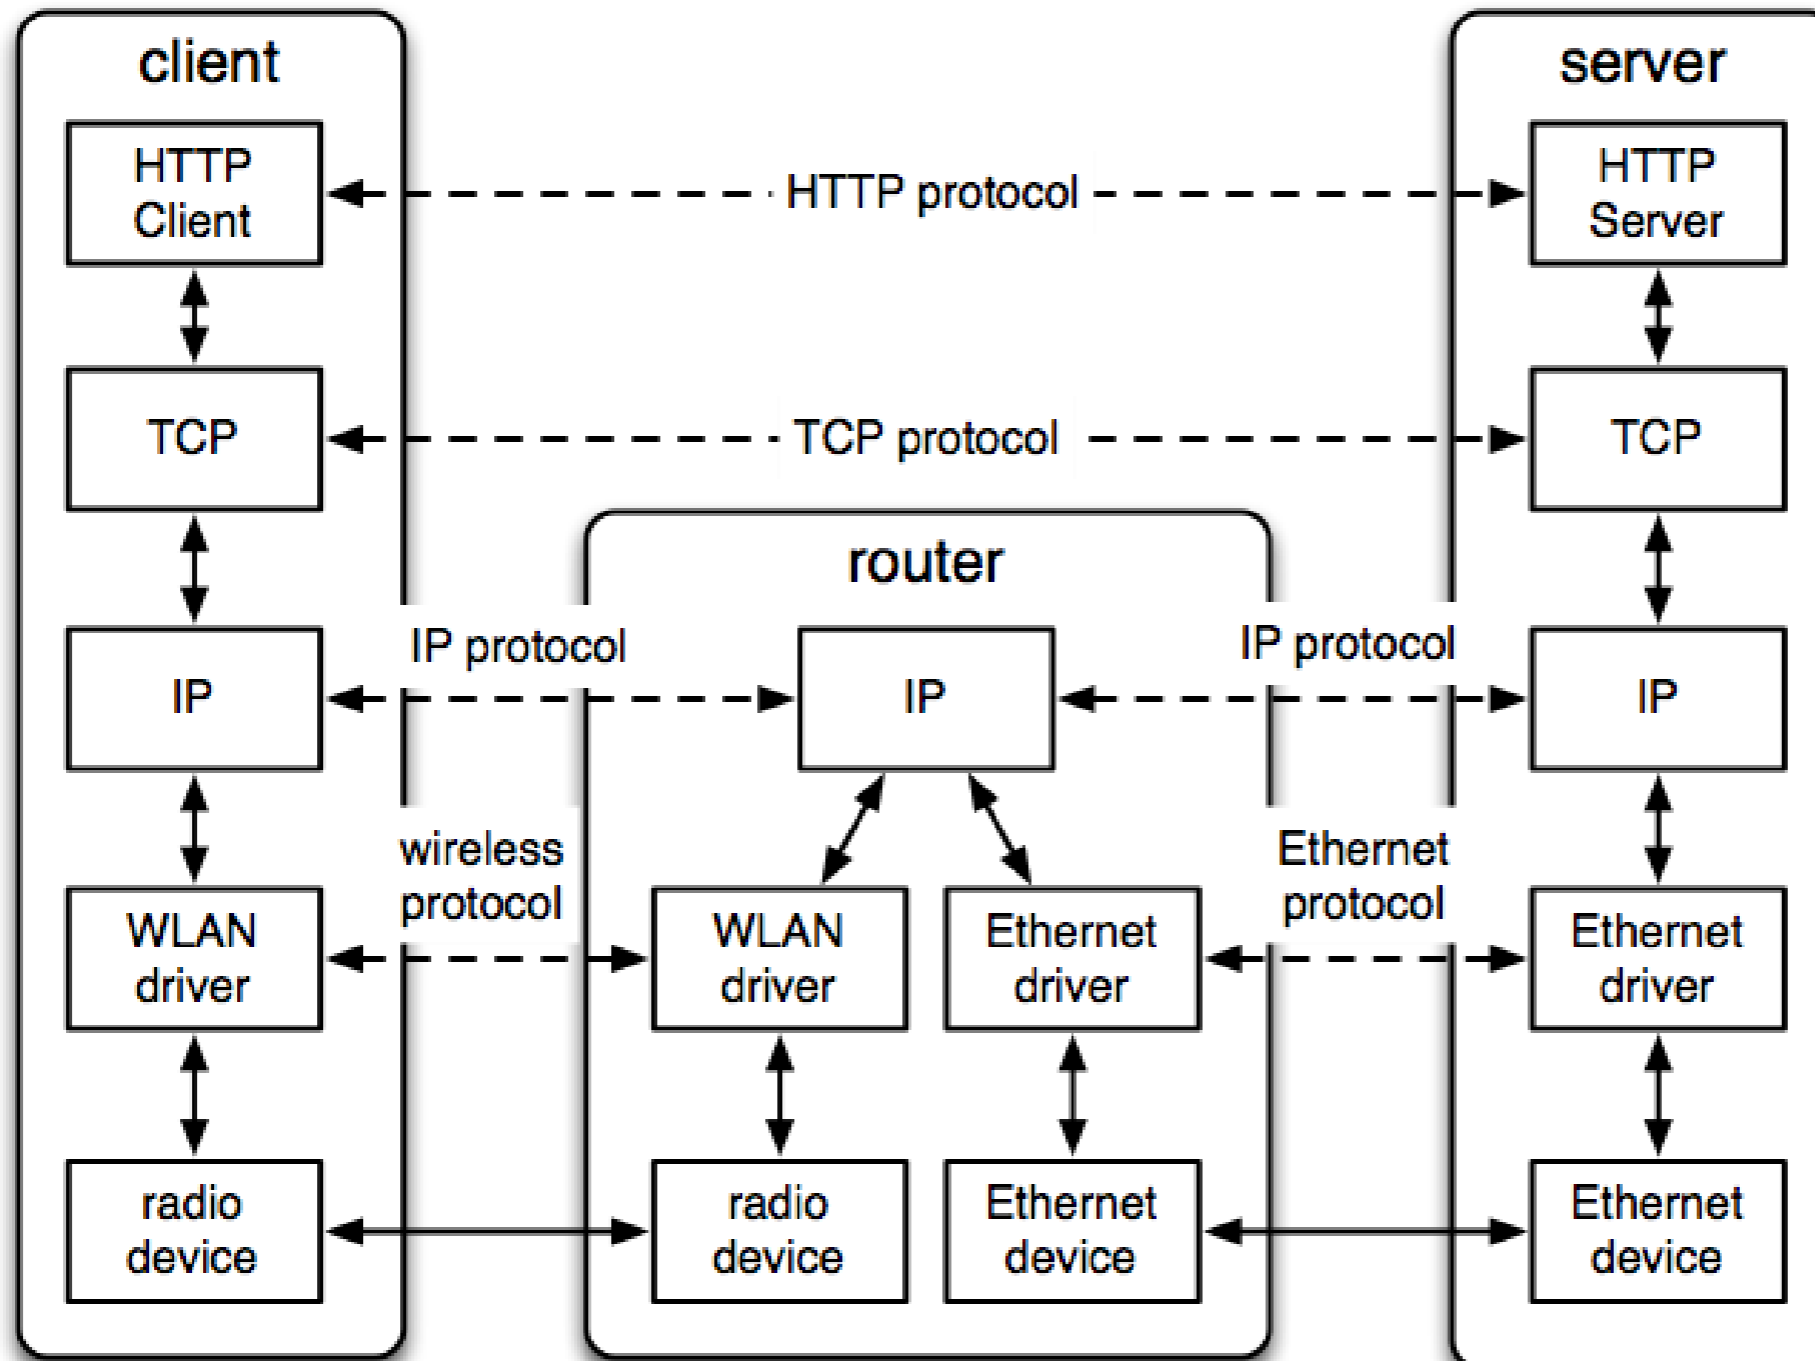 client
server
HTTP
Client
HTTP protocol
HTTP
Server
TCP
TCP protocol
TCP
router
IP protocol
IP protocol
IP
IP
IP
wireless
protocol
Ethernet
protocol
WLAN
driver
WLAN
driver
Ethernet
driver
Ethernet
driver
radio
device
radio
device
Ethernet
device
Ethernet
device